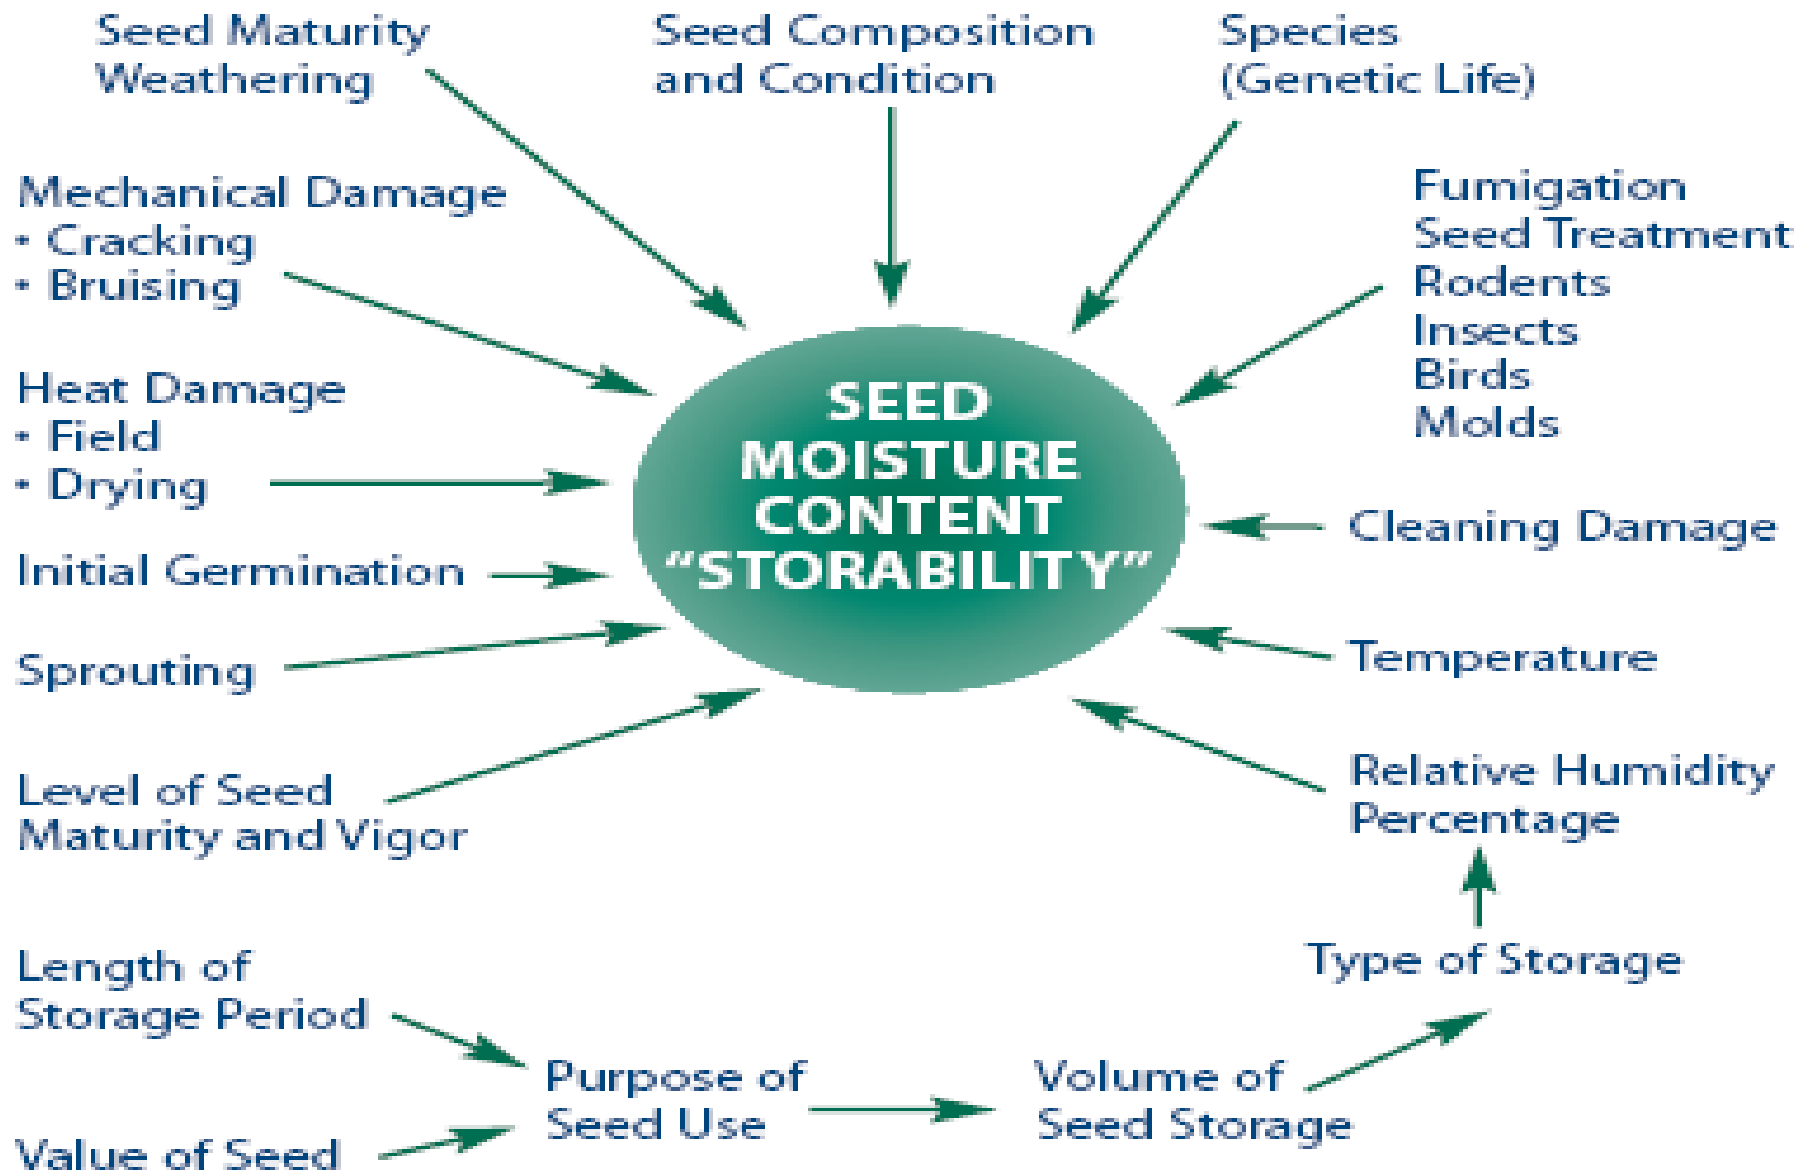 Seed Maturity
Weathering
Seed Composition
and Condition
Species
(Genetic Life)
Mechanical Damage
• Cracking
• Bruising
Fumigation
Seed Treatment
Rodents
Insects
Birds
Molds
Heat Damage
• Field
• Drying
SEED
MOISTURE
CONTENT
“STORABILITY”
Cleaning Damage
Initial Germination
Sprouting
Temperature
Level of Seed
Maturity and Vigor
Relative Humidity
Percentage
Length of
Storage Period
Type of Storage
Purpose of
Seed Use
Volume of
Seed Storage
Value of Seed